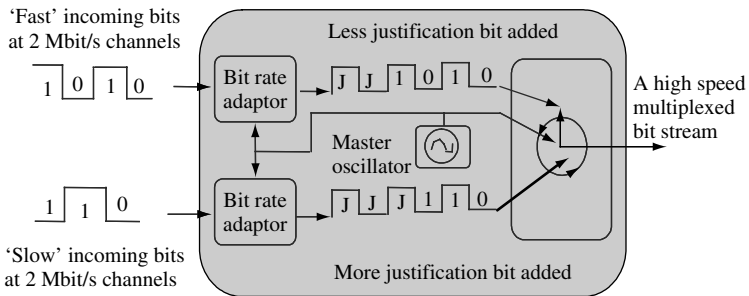 ‘Fast’ incoming bits
at 2 Mbit/s channels
1 0 1 0
Bit rate
adaptor
Less justification bit added
J J 1 0 1 0
A high speed
multiplexed
bit stream
Master
oscillator
1 1 0
Bit rate
adaptor
J J J 1 1 0
‘Slow’ incoming bits
at 2 Mbit/s channels
More justification bit added